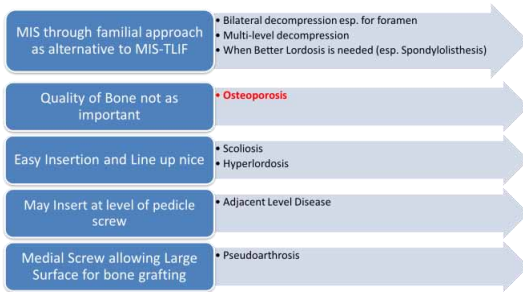 MIS through familial approach
as alternative to MIS-TLIF
• Bilateral decompression esp. for foramen
• Multi-level decompression
• When Better Lordosis is needed (esp. Spondylolisthesis)
Quality of Bone not as
important
• Osteoporosis
Easy Insertion and Line up nice
• Scoliosis
• Hyperlordosis
May Insert at level of pedicle
screw
• Adjacent Level Disease
Medial Screw allowing Large
Surface for bone grafting
• Pseudoarthrosis